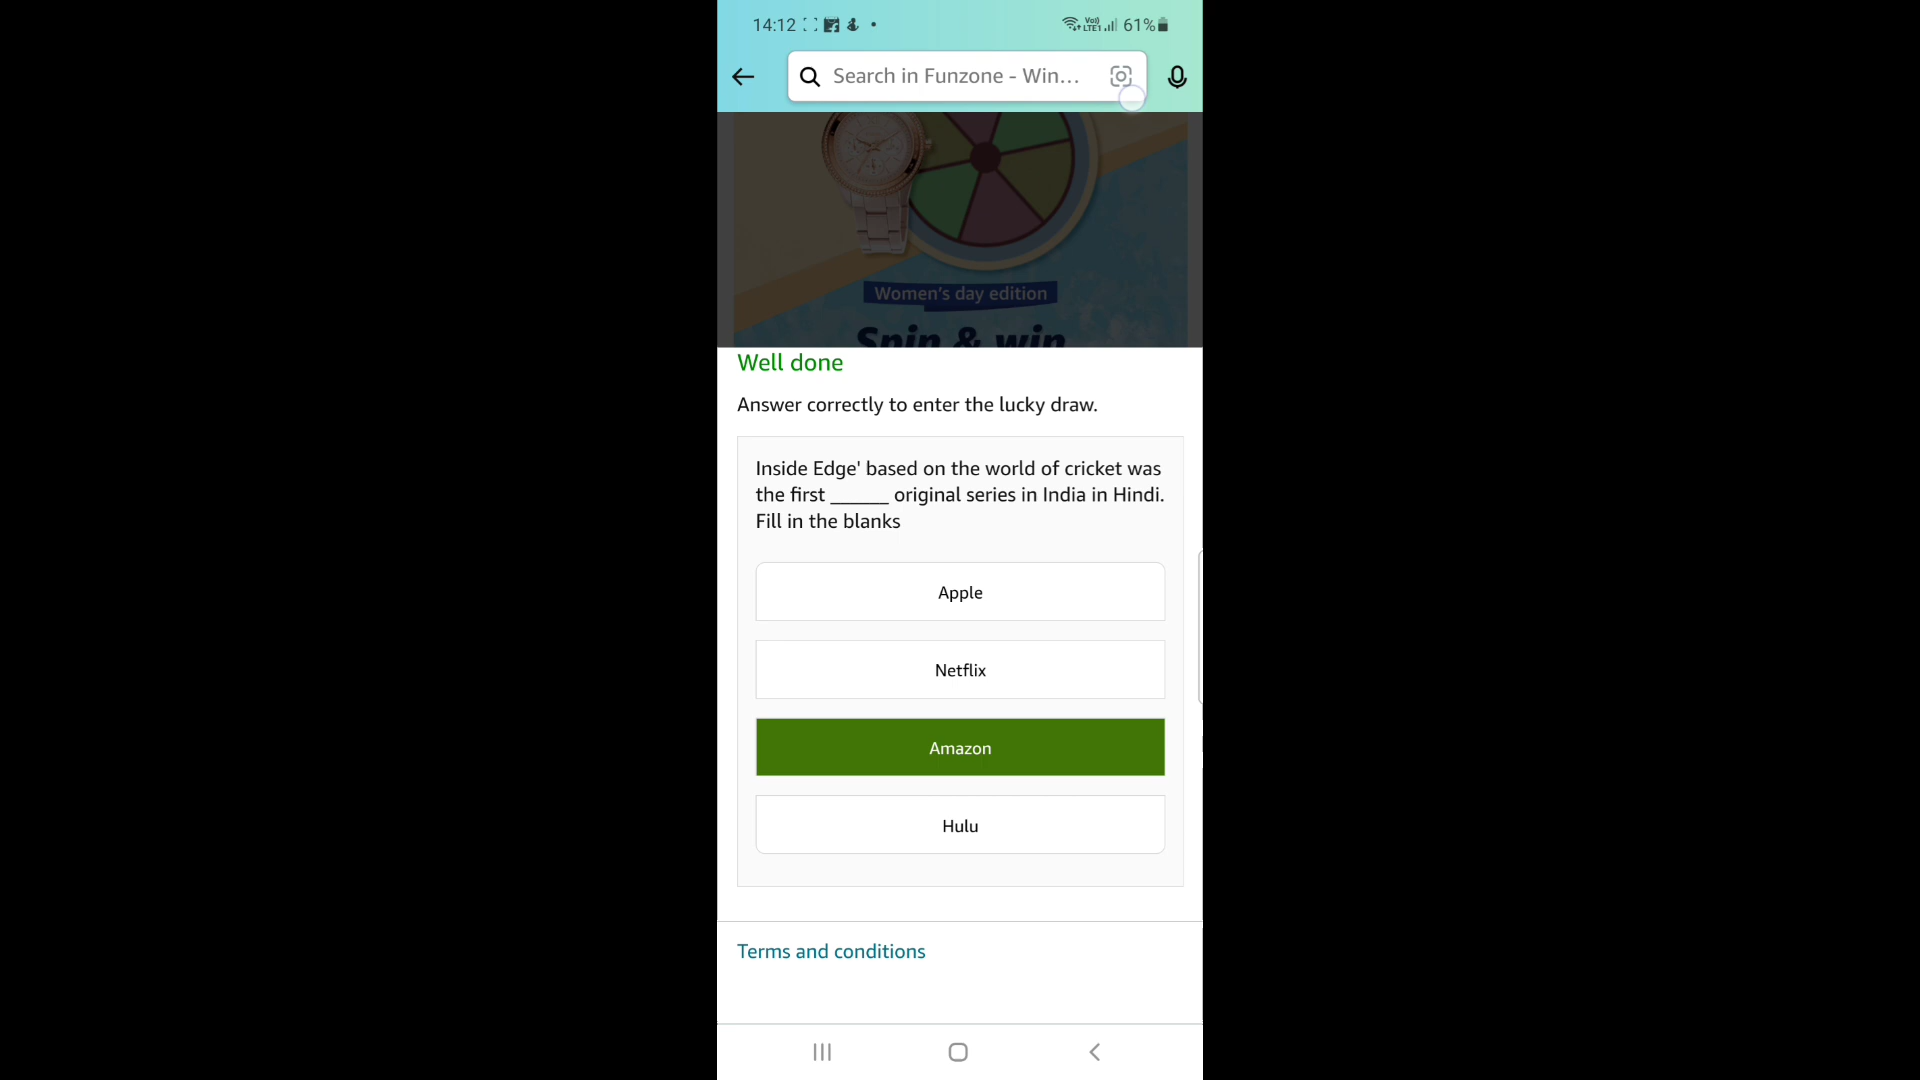 14:12 61%
Vo)) LTE1
Search in Funzone - Win...
Women's day edition
Spin & win
Well done
Answer correctly to enter the lucky draw.
Inside Edge' based on the world of cricket was
the first ______ original series in India in Hindi.
Fill in the blanks
Apple
Netflix
Amazon
Hulu
Terms and conditions